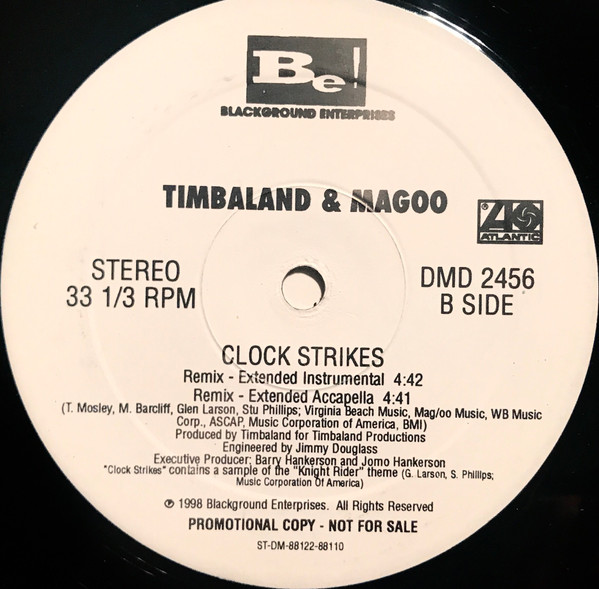 Be!
BLACKGROUND ENTERPRISES
TIMBALAND & MAGOO
® ATLANTIC
STEREO
33 1/3 RPM
DMD 2456
B SIDE
CLOCK STRIKES
Remix - Extended Instrumental 4:42
Remix - Extended Accapella 4:41
(T. Mosley, M. Barcliff, Glen Larson, Stu Phillips; Virginia Beach Music, Mag/oo Music, WB Music
Corp., ASCAP, Music Corporation of America, BMI)
Produced by Timbaland for Timbaland Productions
Engineered by Jimmy Douglass
Executive Producer: Barry Hankerson and Jomo Hankerson
"Clock Strikes" contains a sample of the "Knight Rider" theme (G. Larson, S. Phillips;
Music Corporation Of America)
℗ 1998 Blackground Enterprises. All Rights Reserved
PROMOTIONAL COPY - NOT FOR SALE
ST-DM-88122-88110